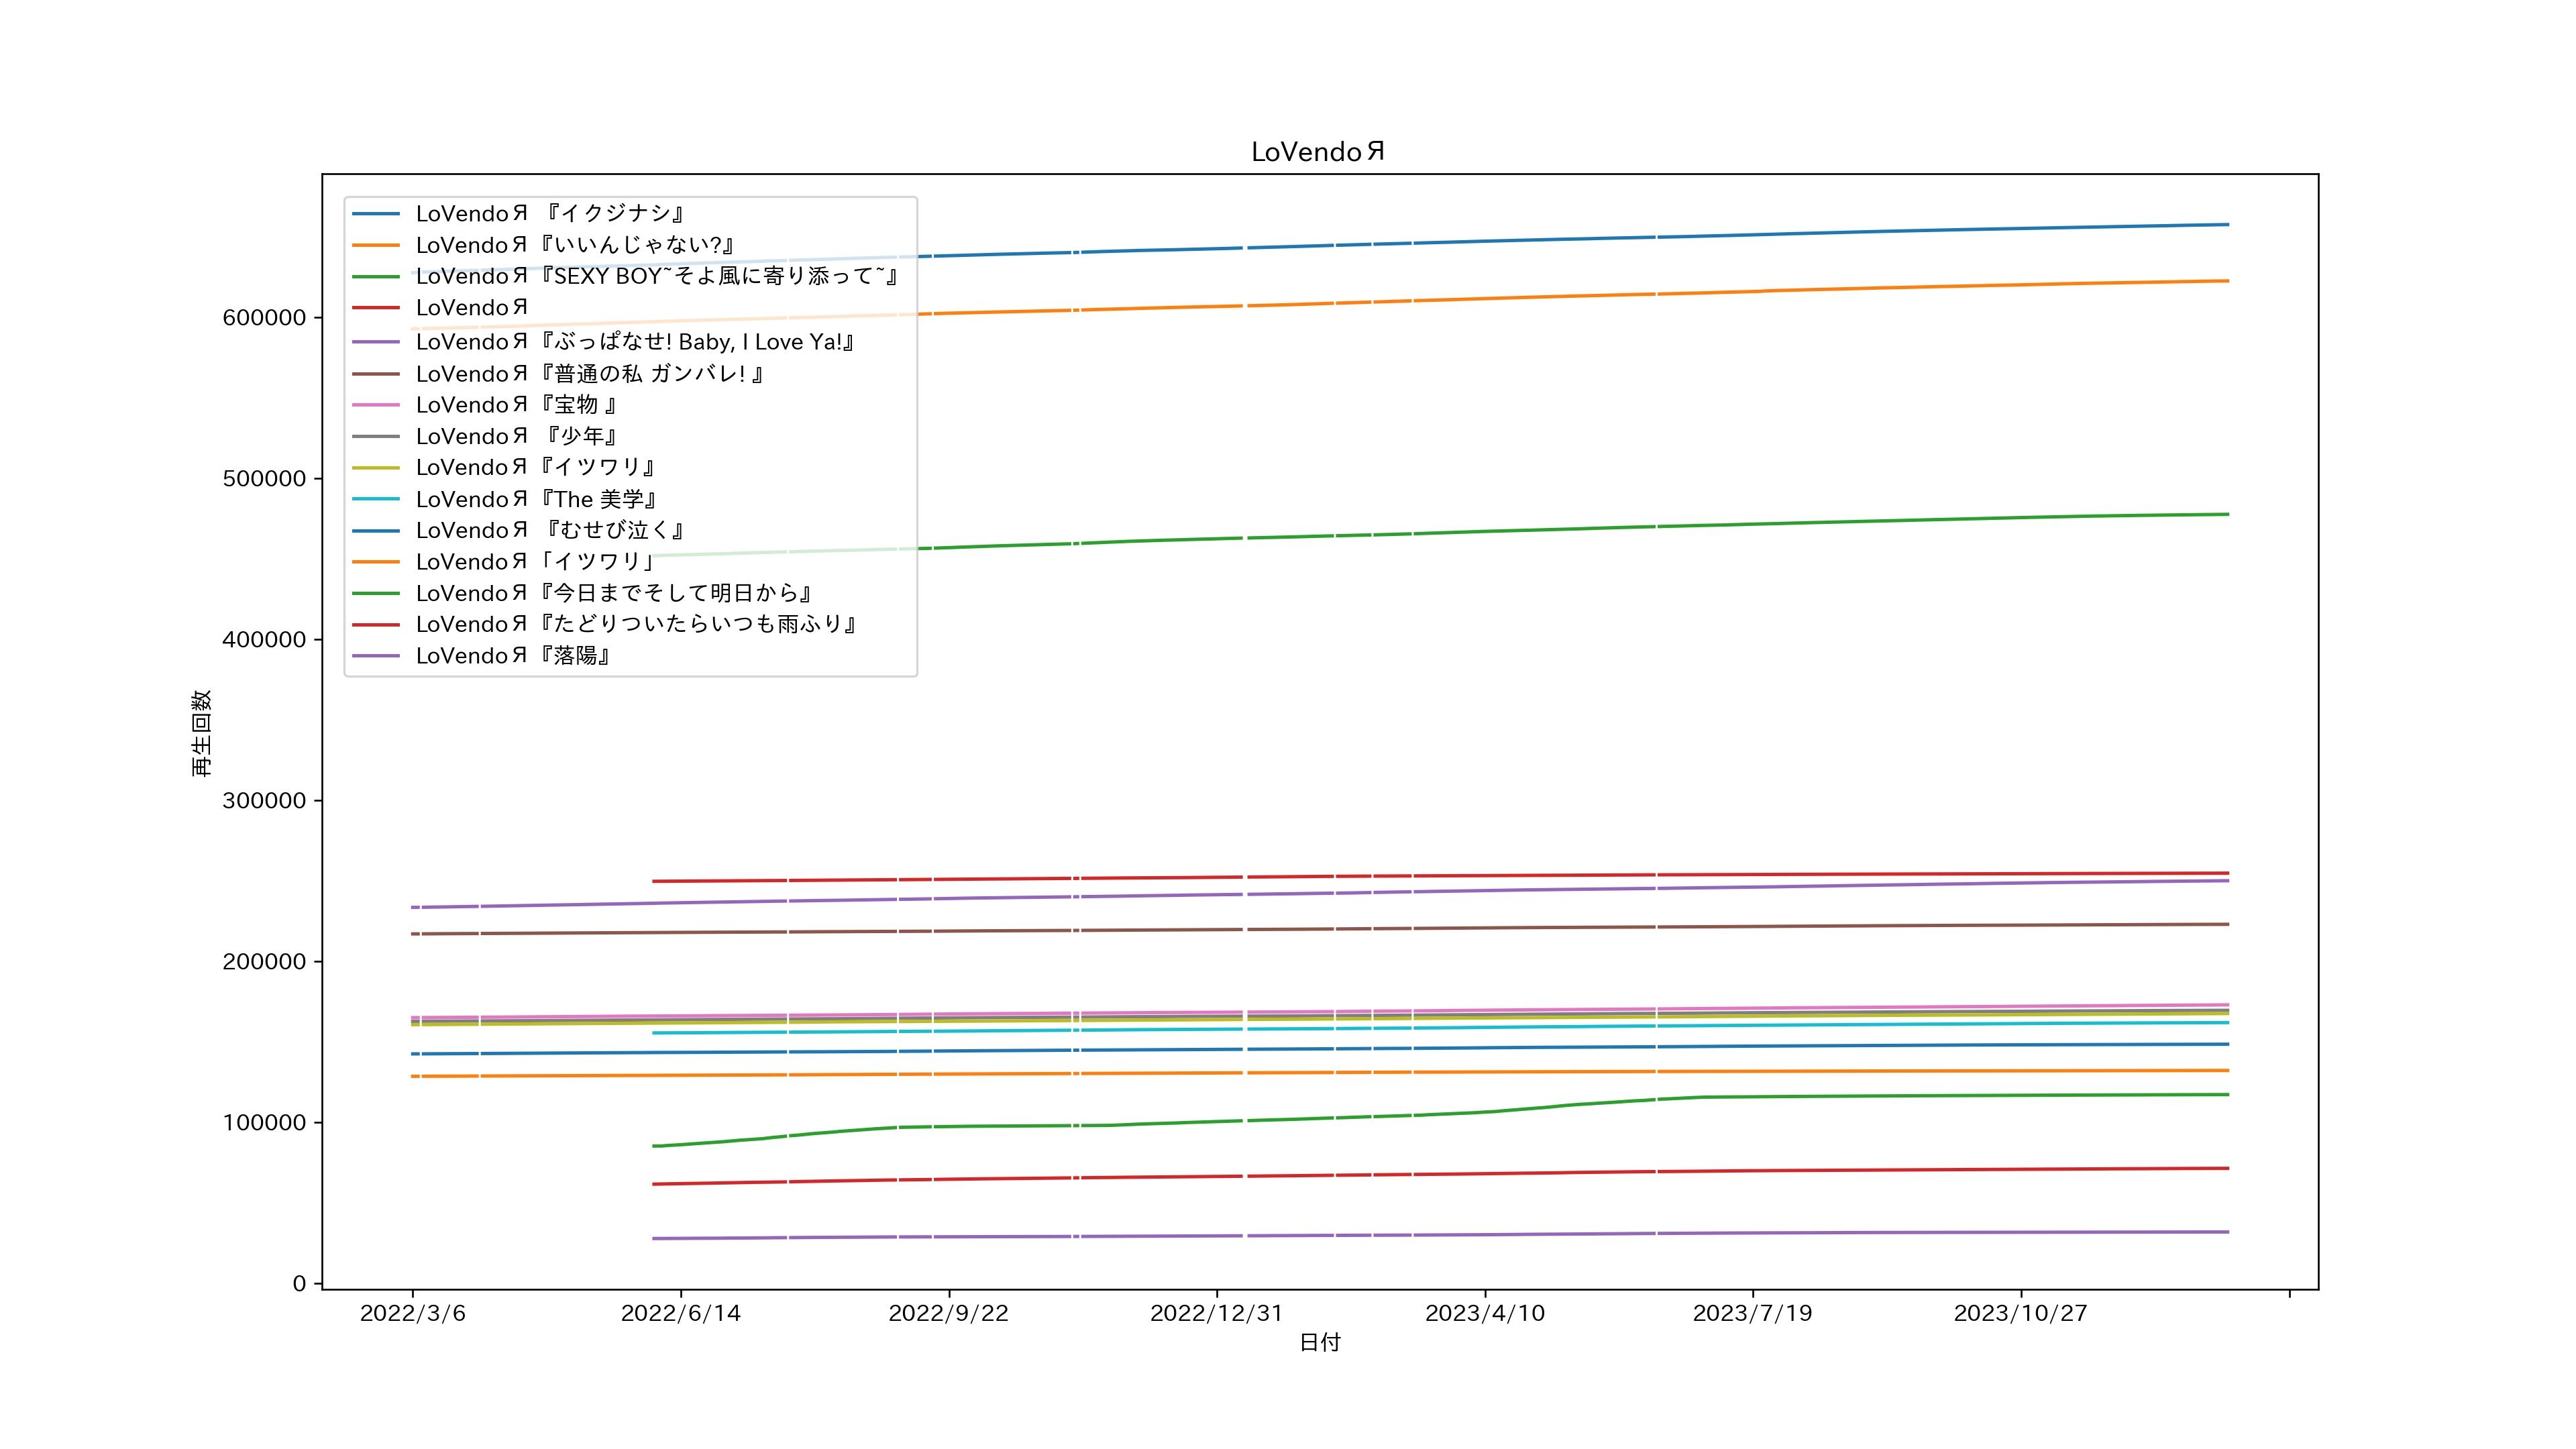 LoVendoЯ
LoVendoЯ 『イクジナシ』
LoVendoЯ『いいんじゃない?』
LoVendoЯ『SEXY BOY~そよ風に寄り添って~』
LoVendoЯ
LoVendoЯ『ぶっぱなせ! Baby, I Love Ya!』
LoVendoЯ『普通の私 ガンバレ! 』
LoVendoЯ『宝物 』
LoVendoЯ 『少年』
LoVendoЯ『イツワリ』
LoVendoЯ『The 美学』
LoVendoЯ 『むせび泣く』
LoVendoЯ「イツワリ」
LoVendoЯ『今日までそして明日から』
LoVendoЯ『たどりついたらいつも雨ふり』
LoVendoЯ『落陽』
再生回数
600000
500000
400000
300000
200000
100000
0
2022/3/6 2022/6/14 2022/9/22 2022/12/31 2023/4/10 2023/7/19 2023/10/27
日付